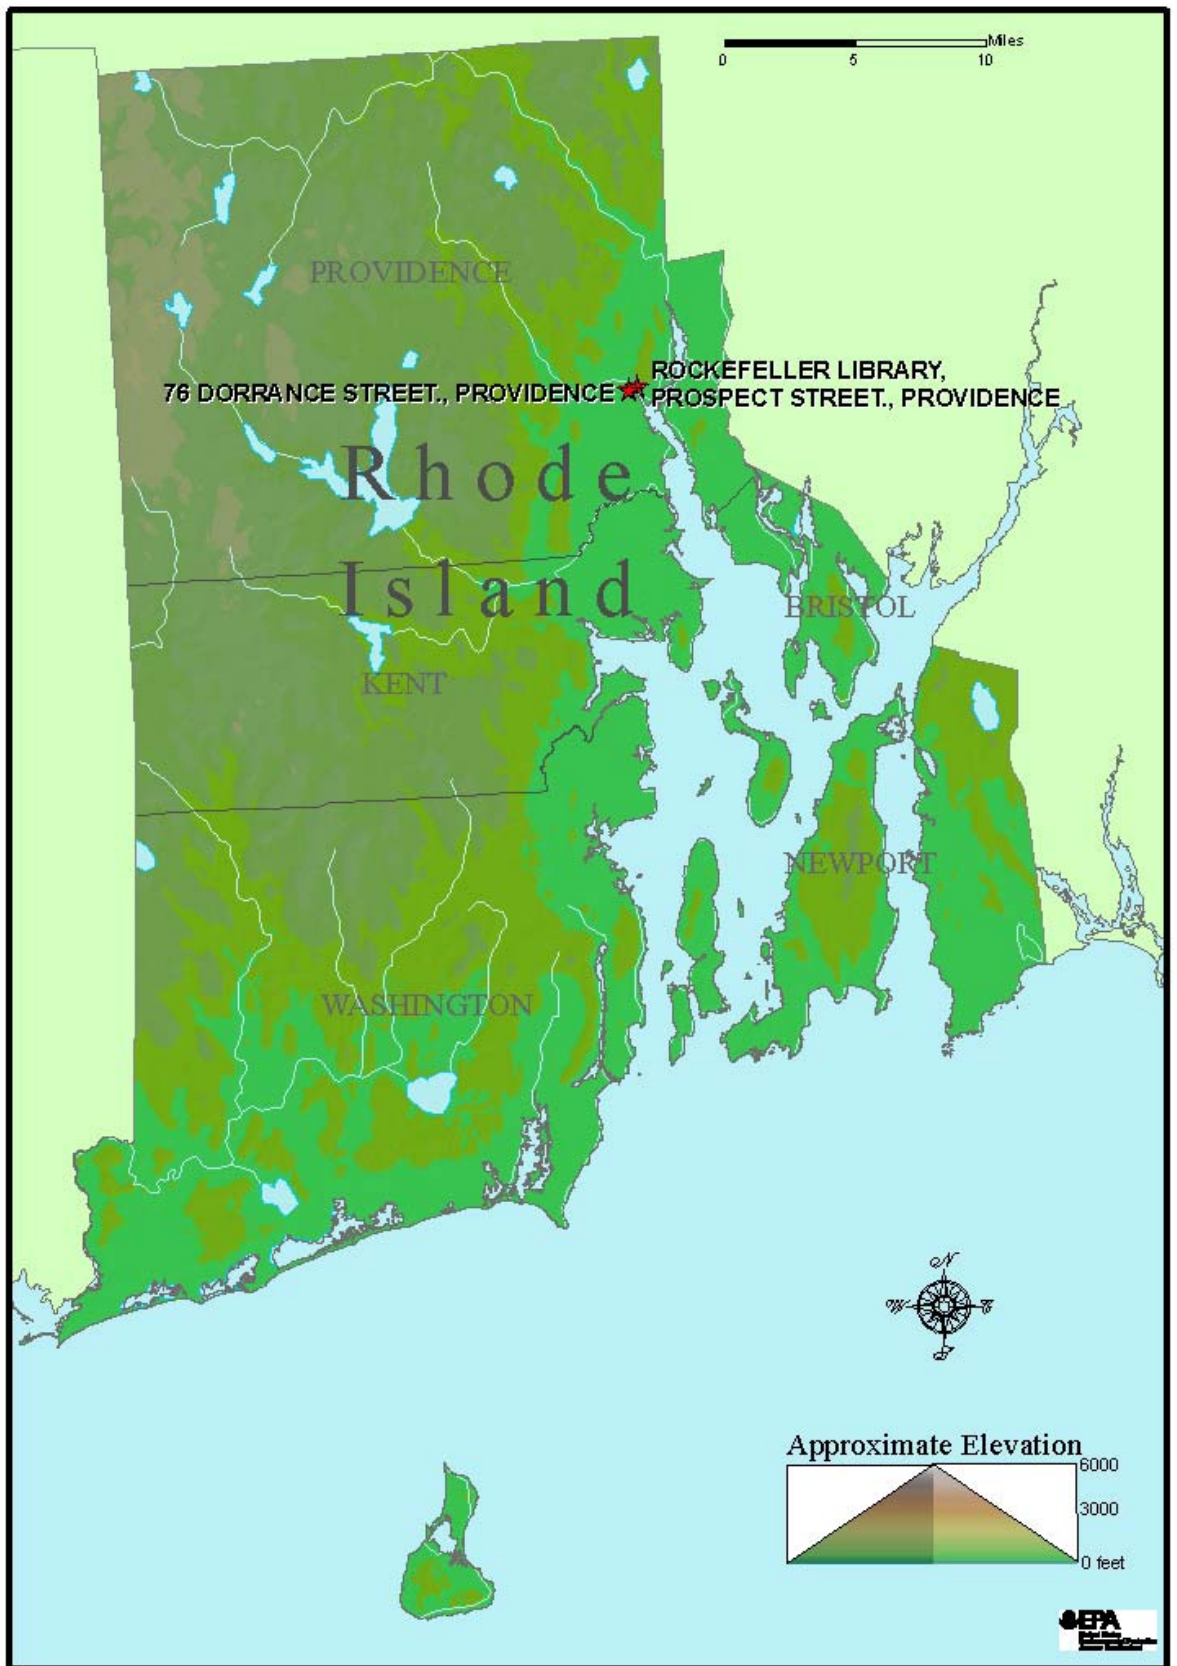 Miles
0 5 10
PROVIDENCE
ROCKEFELLER LIBRARY,
76 DORRANCE STREET., PROVIDENCE
PROSPECT STREET., PROVIDENCE
Rhode
Island
BRISTOL
KENT
NEWPORT
WASHINGTON
N
W E
S
Approximate Elevation
6000
3000
0 feet
EPA